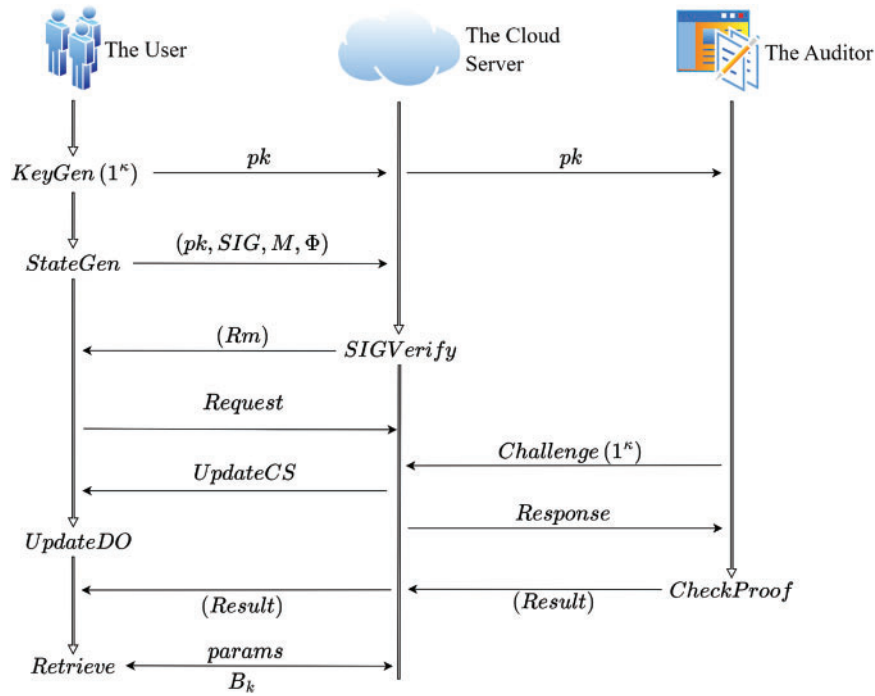 The User
The Cloud
Server
The Auditor
KeyGen (1^κ)
pk
pk
StateGen
(pk, SIG, M, Φ)
(Rm)
SIGVerify
Request
Challenge (1^κ)
UpdateCS
Response
UpdateDO
(Result)
(Result)
CheckProof
Retrieve
params
B_k